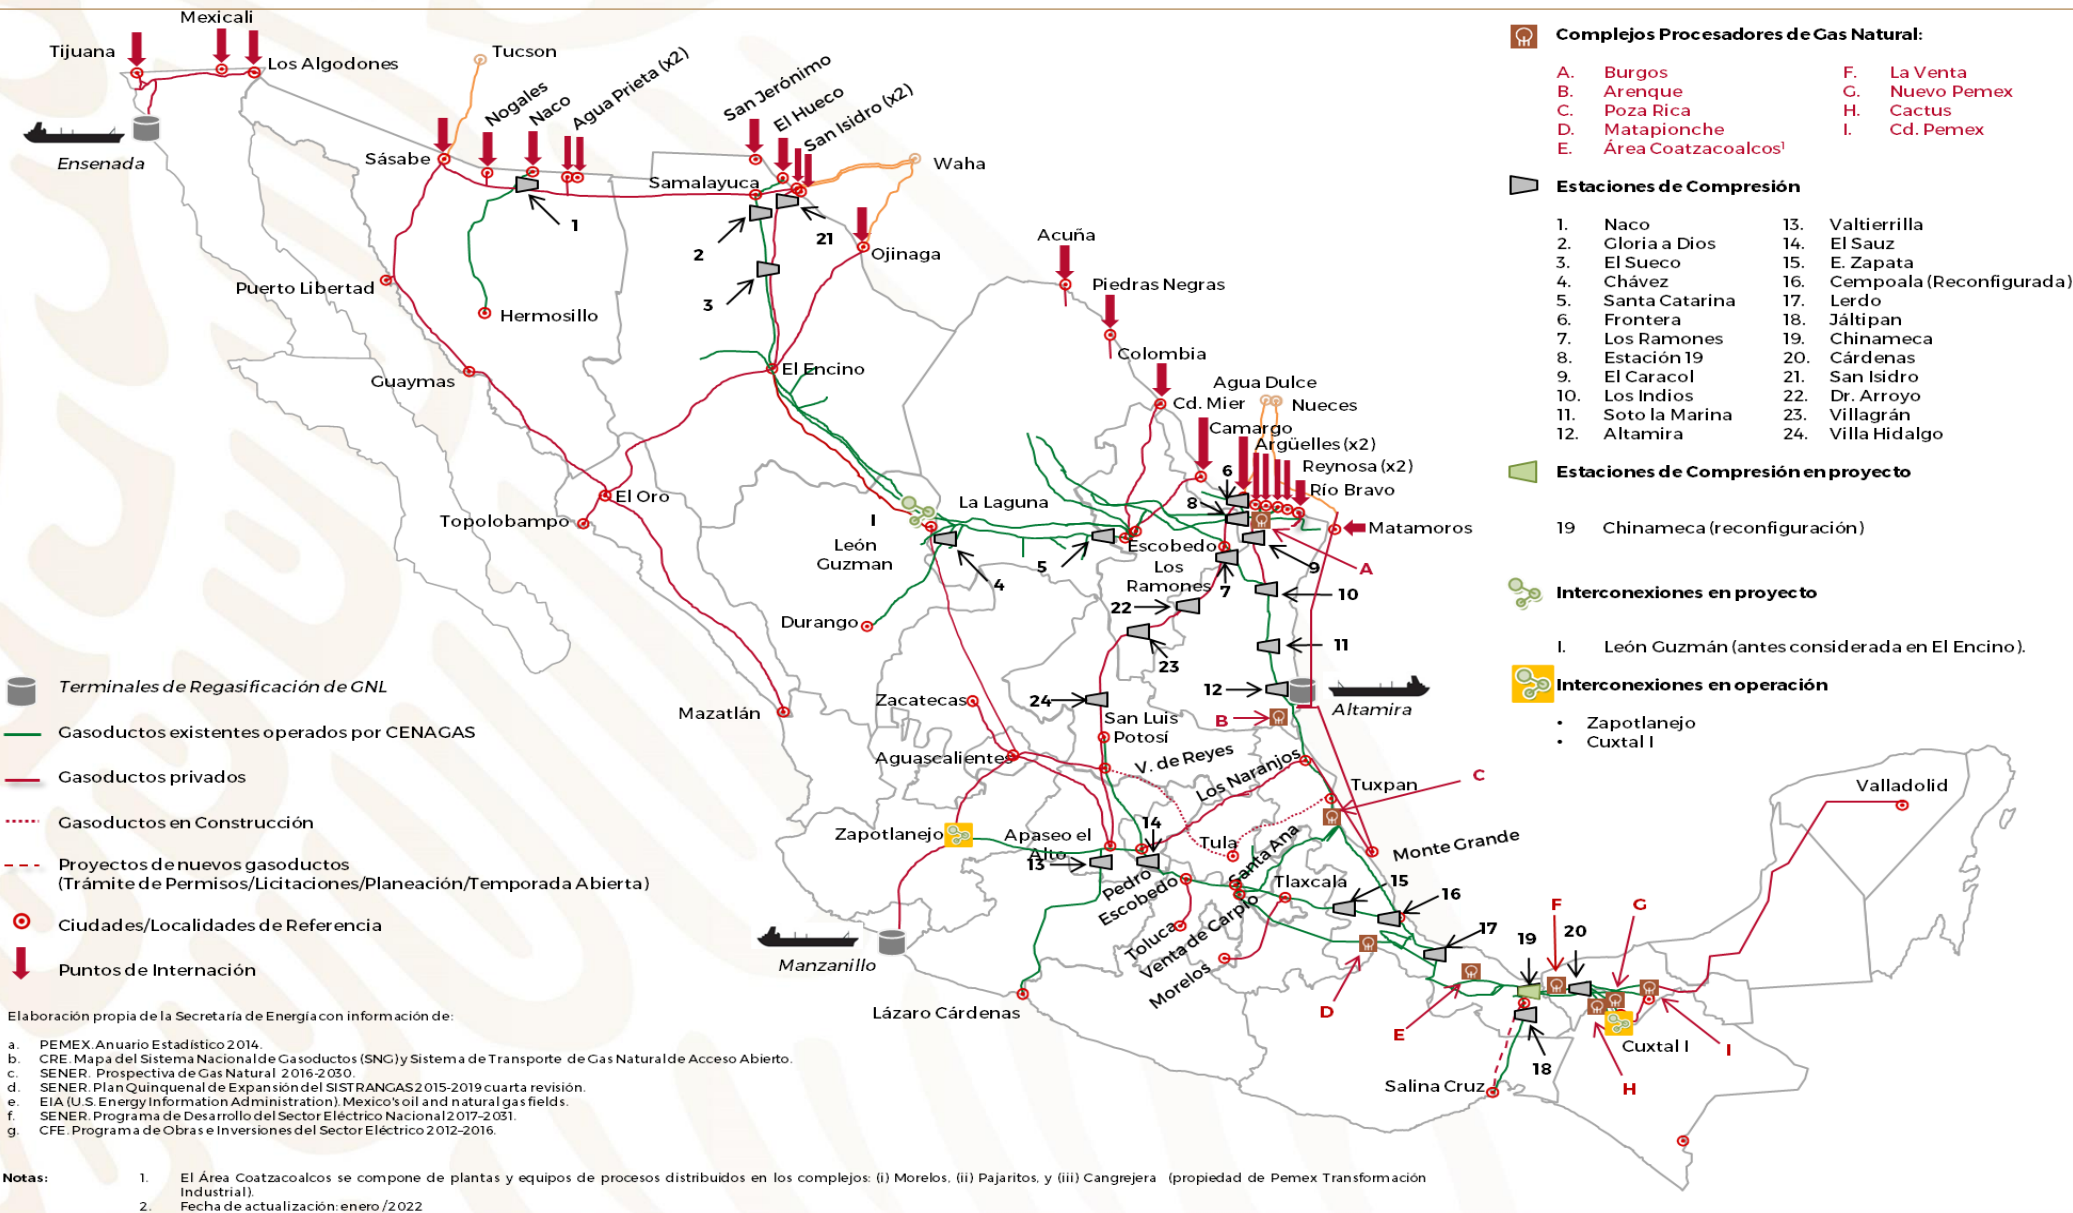 Mexicali
Tijuana
Los Algodones
Tucson
Nogales
Naco
Agua Prieta (x2)
San Jerónimo
El Hueco
San Isidro (x2)
Ensenada
Sásabe
Samalayuca
Waha
1
2
21
3
Ojinaga
Acuña
Puerto Libertad
Hermosillo
Piedras Negras
Colombia
Guaymas
El Encino
Agua Dulce
Nueces
Cd. Mier
Camargo
Argüelles (x2)
Reynosa (x2)
Río Bravo
6
8
El Oro
Topolobampo
La Laguna
I
León
Guzman
Matamoros
Escobedo
Los
Ramones
4
5
7
9
A
10
22
23
11
Durango
24
12
Altamira
B
Zacatecas
Mazatlán
San Luis
Potosí
Aguascalientes
V. de Reyes
Los Naranjos
Tuxpan
C
Valladolid
Zapotlanejo
Apaseo el
Alto
13
14
Tula
Santa Ana
Monte Grande
Pedro
Escobedo
Tlaxcala
15
16
Toluca
Venta de Carpio
Morelos
17
19
F
20
G
Manzanillo
Lázaro Cárdenas
D
E
18
Cuxtal I
I
H
Salina Cruz
Complejos Procesadores de Gas Natural:
A. Burgos
B. Arenque
C. Poza Rica
D. Matapionche
E. Área Coatzacoalcos¹
F. La Venta
G. Nuevo Pemex
H. Cactus
I. Cd. Pemex
Estaciones de Compresión
1. Naco
2. Gloria a Dios
3. El Sueco
4. Chávez
5. Santa Catarina
6. Frontera
7. Los Ramones
8. Estación 19
9. El Caracol
10. Los Indios
11. Soto la Marina
12. Altamira
13. Valtierrilla
14. El Sauz
15. E. Zapata
16. Cempoala (Reconfigurada)
17. Lerdo
18. Jáltipan
19. Chinameca
20. Cárdenas
21. San Isidro
22. Dr. Arroyo
23. Villagrán
24. Villa Hidalgo
Estaciones de Compresión en proyecto
19 Chinameca (reconfiguración)
Interconexiones en proyecto
I. León Guzmán (antes considerada en El Encino).
Interconexiones en operación
• Zapotlanejo
• Cuxtal I
Terminales de Regasificación de GNL
Gasoductos existentes operados por CENAGAS
Gasoductos privados
Gasoductos en Construcción
Proyectos de nuevos gasoductos
(Trámite de Permisos/Licitaciones/Planeación/Temporada Abierta)
Ciudades/Localidades de Referencia
Puntos de Internación
Elaboración propia de la Secretaría de Energía con información de:
a. PEMEX. Anuario Estadístico 2014.
b. CRE. Mapa del Sistema Nacional de Gasoductos (SNG) y Sistema de Transporte de Gas Natural de Acceso Abierto.
c. SENER. Prospectiva de Gas Natural 2016-2030.
d. SENER. Plan Quinquenal de Expansión del SISTRANGAS 2015-2019 cuarta revisión.
e. EIA (U.S. Energy Information Administration). Mexico's oil and natural gas fields.
f. SENER. Programa de Desarrollo del Sector Eléctrico Nacional 2017-2031.
g. CFE. Programa de Obras e Inversiones del Sector Eléctrico 2012-2016.
Notas:
1. El Área Coatzacoalcos se compone de plantas y equipos de procesos distribuidos en los complejos: (i) Morelos, (ii) Pajaritos, y (iii) Cangrejera (propiedad de Pemex Transformación
Industrial).
2. Fecha de actualización: enero /2022